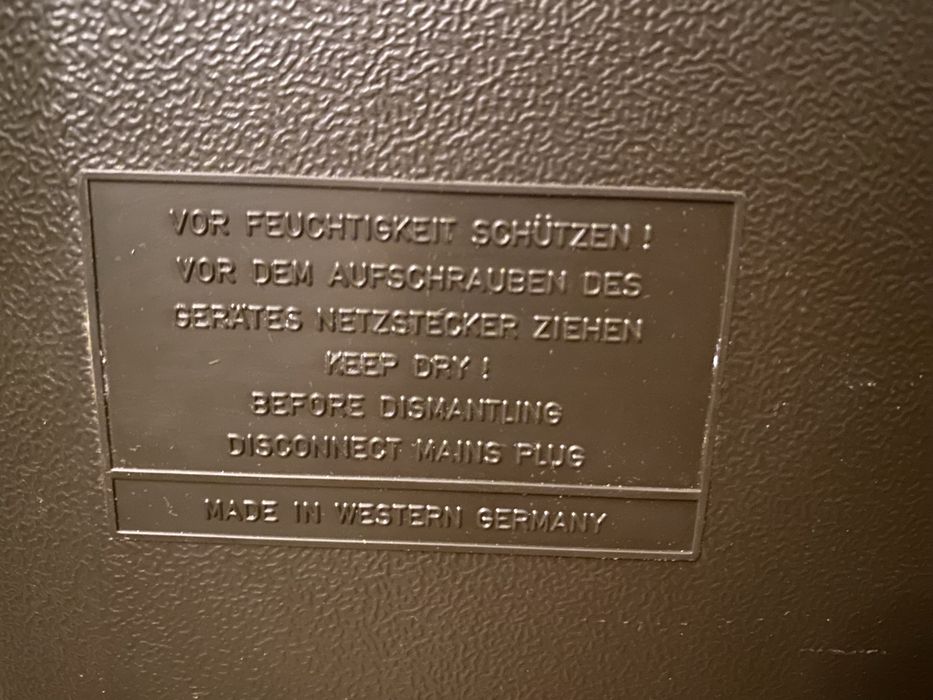 VOR FEUCHTIGKEIT SCHÜTZEN !
VOR DEM AUFSCHRAUBEN DES
GERÄTES NETZSTECKER ZIEHEN
KEEP DRY !
BEFORE DISMANTLING
DISCONNECT MAINS PLUG
MADE IN WESTERN GERMANY